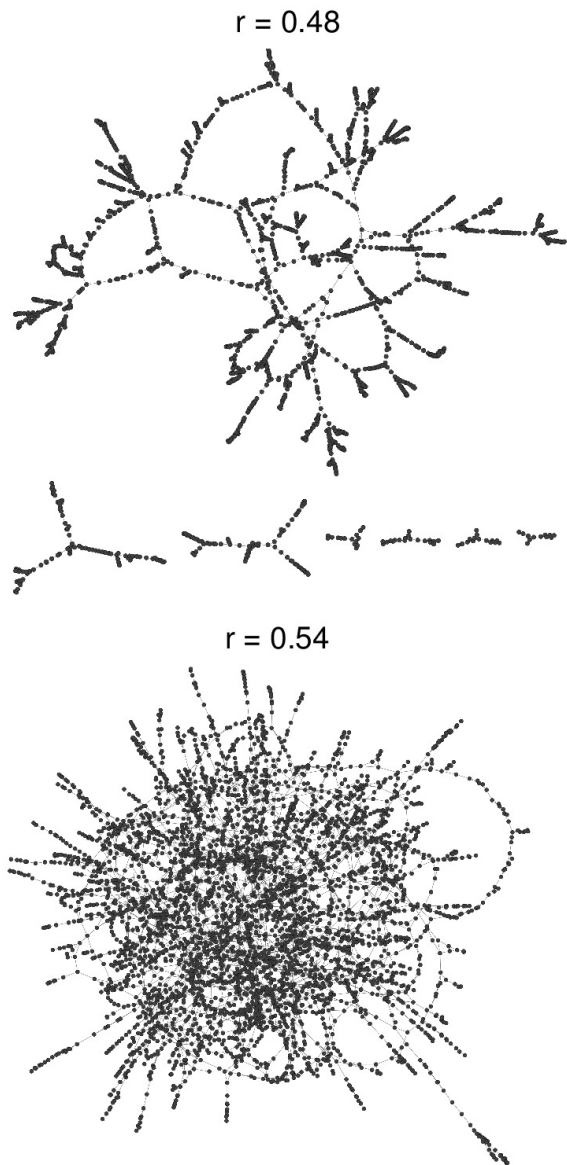 r = 0.48
r = 0.54